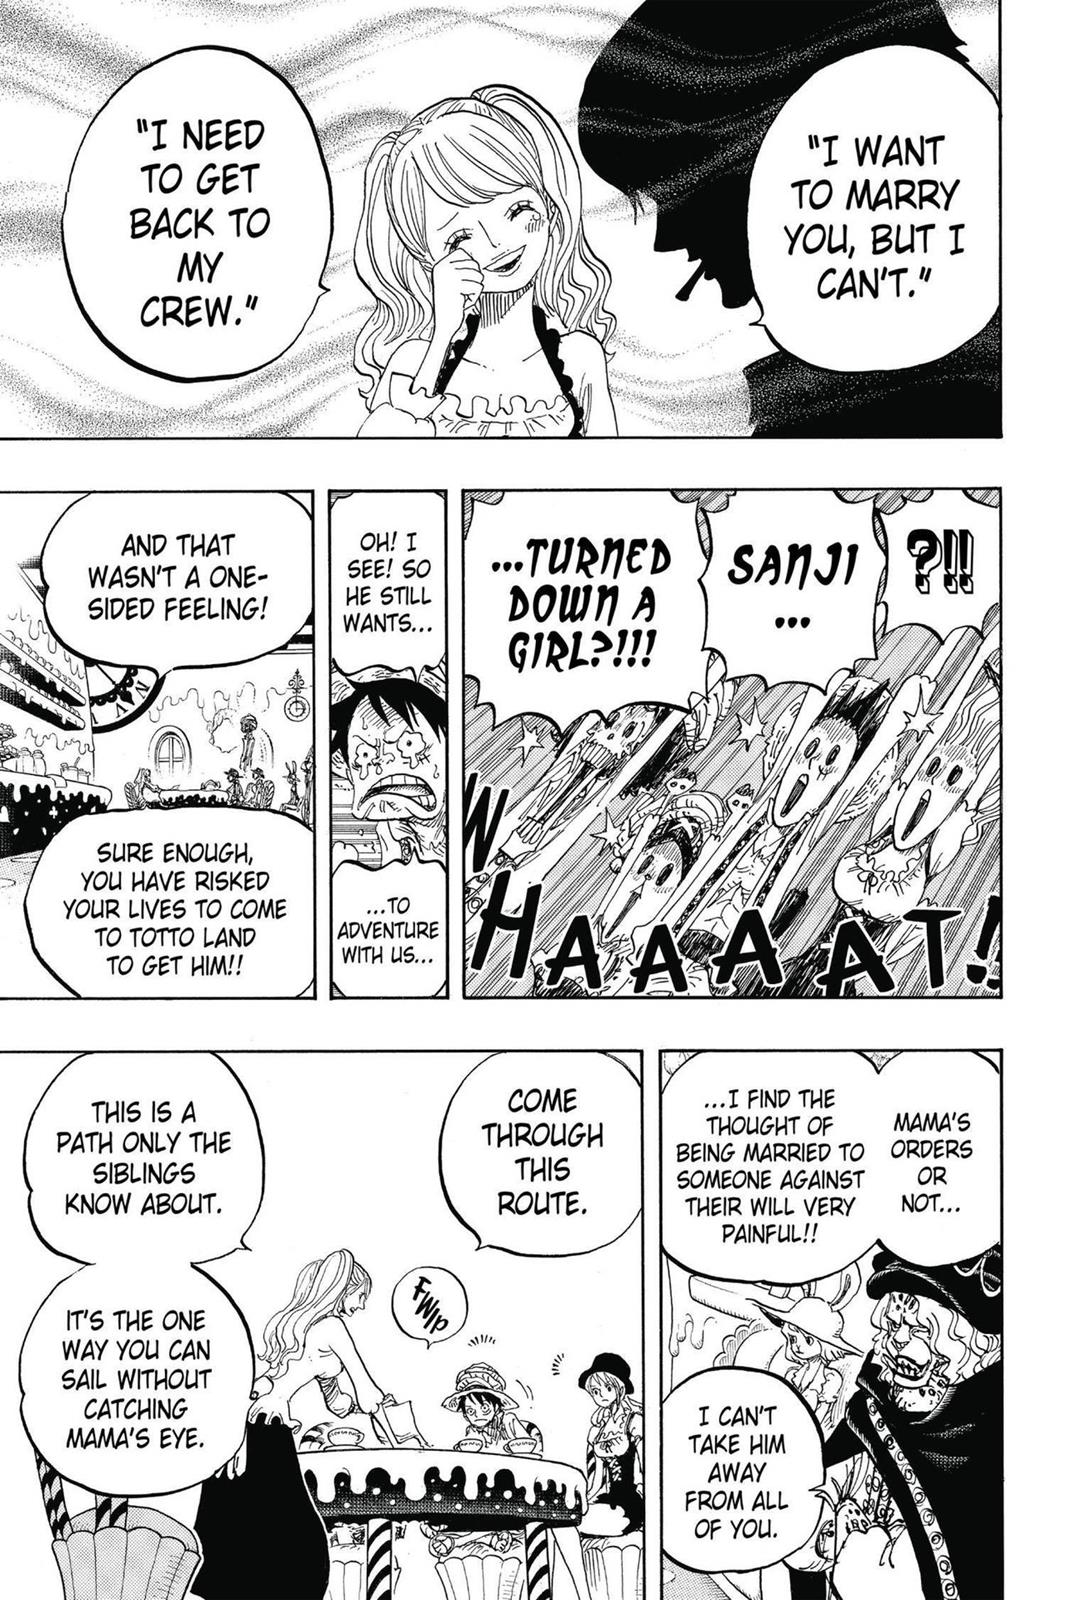 "I WANT
TO MARRY
YOU, BUT I
CAN'T."
"I NEED
TO GET
BACK TO
MY
CREW."
?!!
SANJI
...
...TURNED
DOWN A
GIRL?!!!
WHAAAAAT!!
OH! I
SEE! SO
HE STILL
WANTS...
...TO
ADVENTURE
WITH US...
AND THAT
WASN'T A ONE-
SIDED FEELING!
SURE ENOUGH,
YOU HAVE RISKED
YOUR LIVES TO COME
TO TOTTO LAND
TO GET HIM!!
MAMA'S
ORDERS
OR
NOT...
...I FIND THE
THOUGHT OF
BEING MARRIED TO
SOMEONE AGAINST
THEIR WILL VERY
PAINFUL!!
I CAN'T
TAKE HIM
AWAY
FROM ALL
OF YOU.
COME
THROUGH
THIS
ROUTE.
FWP
THIS IS A
PATH ONLY THE
SIBLINGS
KNOW ABOUT.
IT'S THE ONE
WAY YOU CAN
SAIL WITHOUT
CATCHING
MAMA'S EYE.